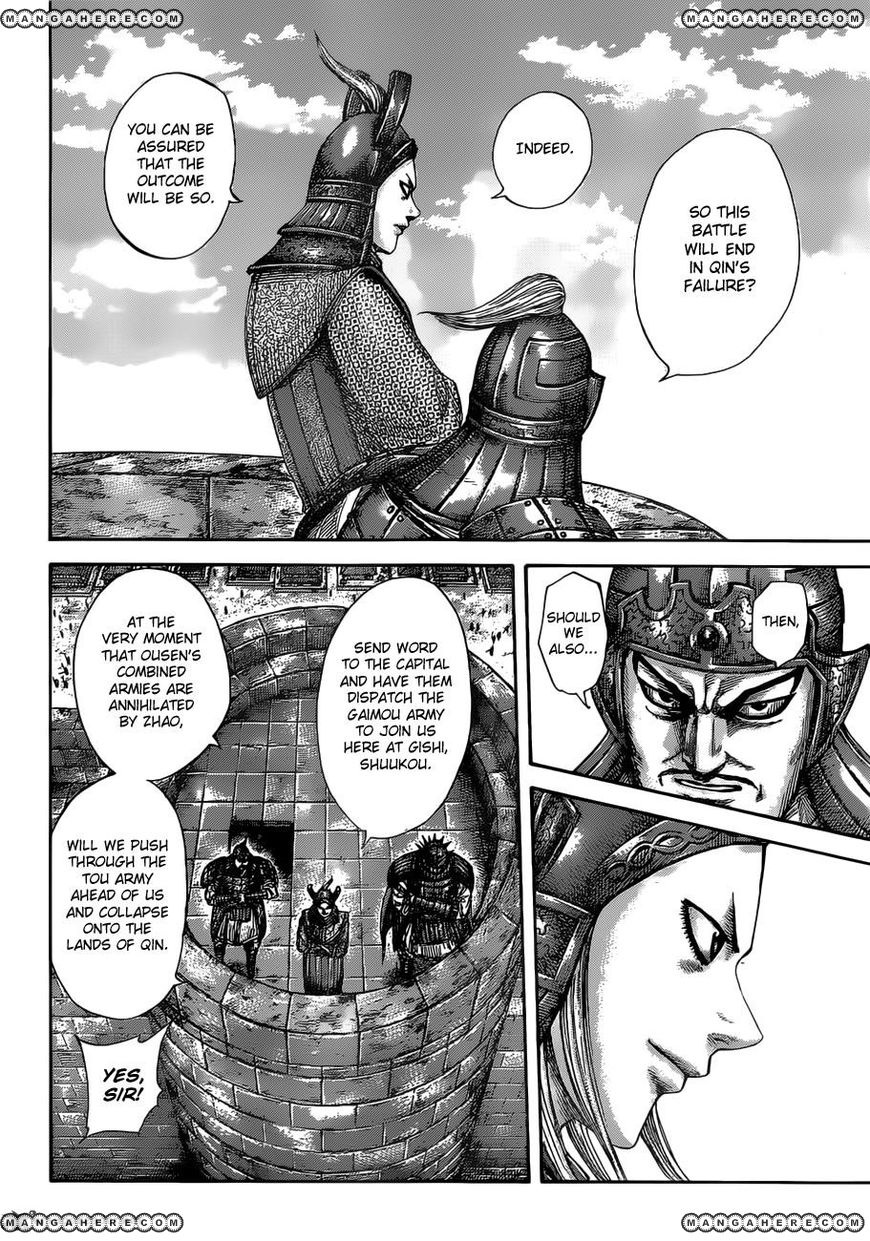 MANGAHERE.COM
MANGAHERE.COM
SO THIS
BATTLE
WILL END
IN QIN'S
FAILURE?
INDEED.
YOU CAN BE
ASSURED
THAT THE
OUTCOME
WILL BE SO.
THEN,
SHOULD
WE
ALSO...
SEND WORD
TO THE CAPITAL
AND HAVE THEM
DISPATCH THE
GAIMOU ARMY
TO JOIN US
HERE AT GISHI,
SHUUKOU.
AT THE
VERY MOMENT
THAT OUSEN'S
COMBINED
ARMIES ARE
ANNIHILATED
BY ZHAO,
WILL WE PUSH
THROUGH THE
TOU ARMY
AHEAD OF US
AND COLLAPSE
ONTO THE
LANDS OF QIN.
YES,
SIR!
MANGAHERE.COM
MANGAHERE.COM